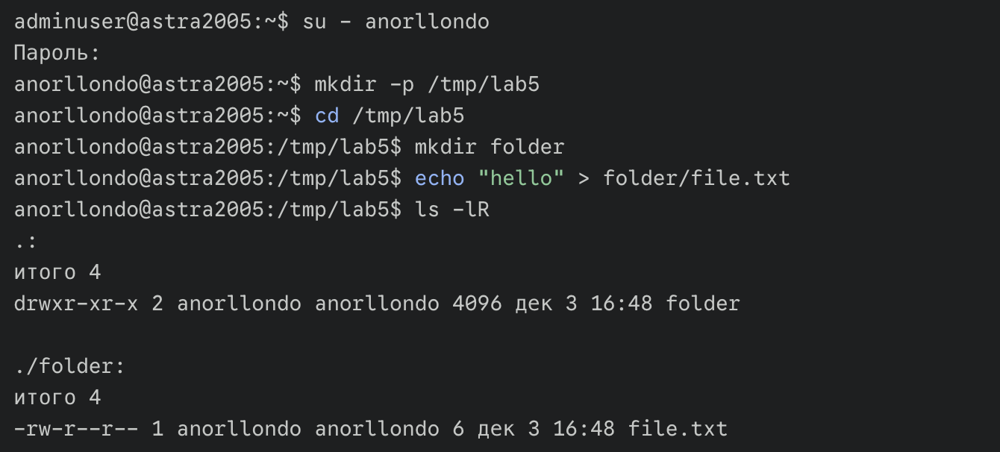 adminuser@astra2005:~$ su - anorllondo
Пароль:
anorllondo@astra2005:~$ mkdir -p /tmp/lab5
anorllondo@astra2005:~$ cd /tmp/lab5
anorllondo@astra2005:/tmp/lab5$ mkdir folder
anorllondo@astra2005:/tmp/lab5$ echo "hello" > folder/file.txt
anorllondo@astra2005:/tmp/lab5$ ls -lR
.:
итого 4
drwxr-xr-x 2 anorllondo anorllondo 4096 дек 3 16:48 folder
./folder:
итого 4
-rw-r--r-- 1 anorllondo anorllondo 6 дек 3 16:48 file.txt